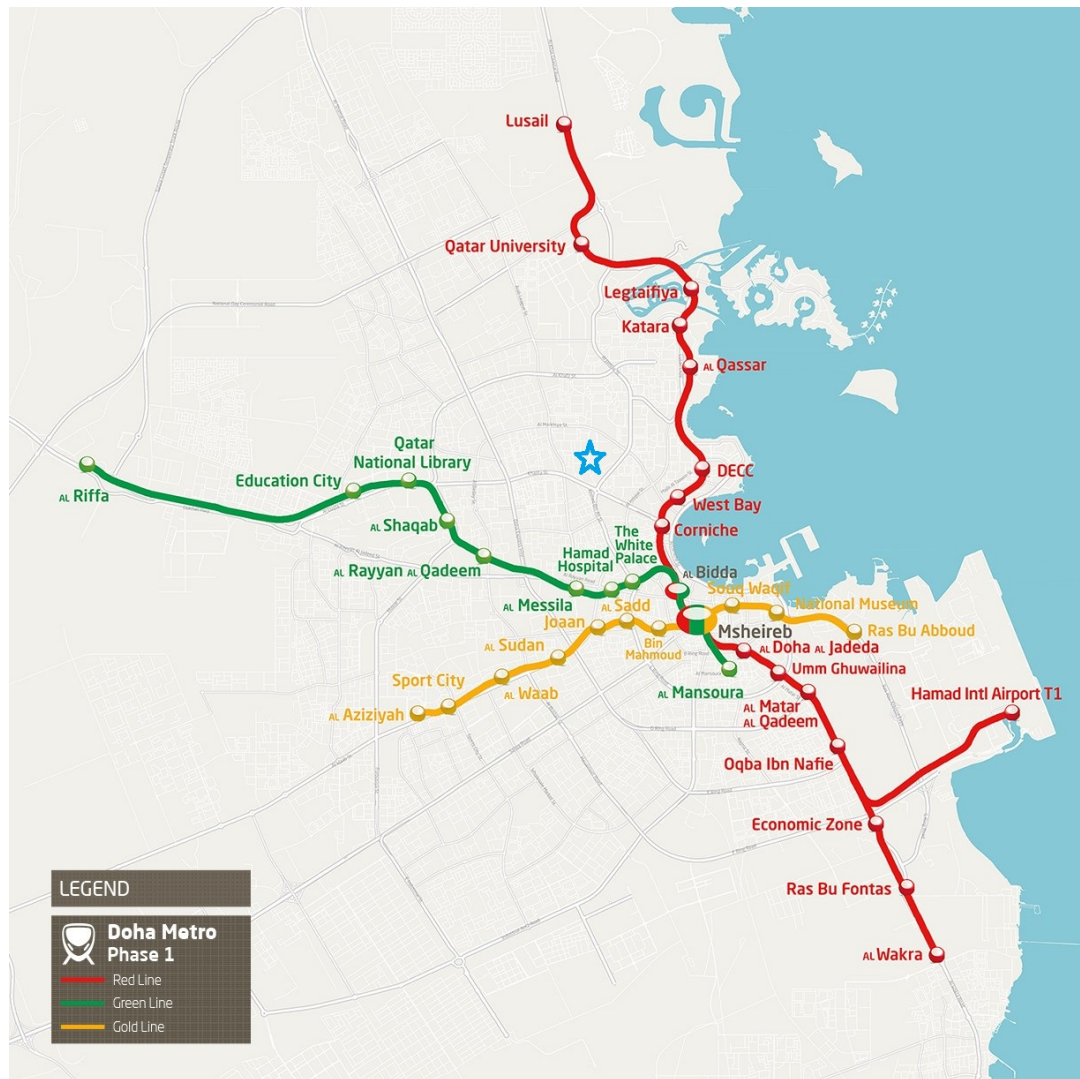 Lusail
Qatar University
Legtaifiya
Katara
AL Qassar
DECC
West Bay
Corniche
AL Bidda
Qatar
National Library
Education City
AL Riffa
AL Shaqab
AL Rayyan AL Qadeem
AL Messila
Hamad
Hospital
The
White
Palace
AL Sadd
Joaan
Bin
Mahmoud
AL Sudan
AL Waab
Sport City
AL Aziziyah
Souq Waqif
National Museum
Ras Bu Abboud
Msheireb
AL Doha AL Jadeda
Umm Ghuwailina
AL Mansoura
AL Matar
AL Qadeem
Oqba Ibn Nafie
Hamad Intl Airport T1
Economic Zone
Ras Bu Fontas
AL Wakra
LEGEND
Doha Metro
Phase 1
Red Line
Green Line
Gold Line